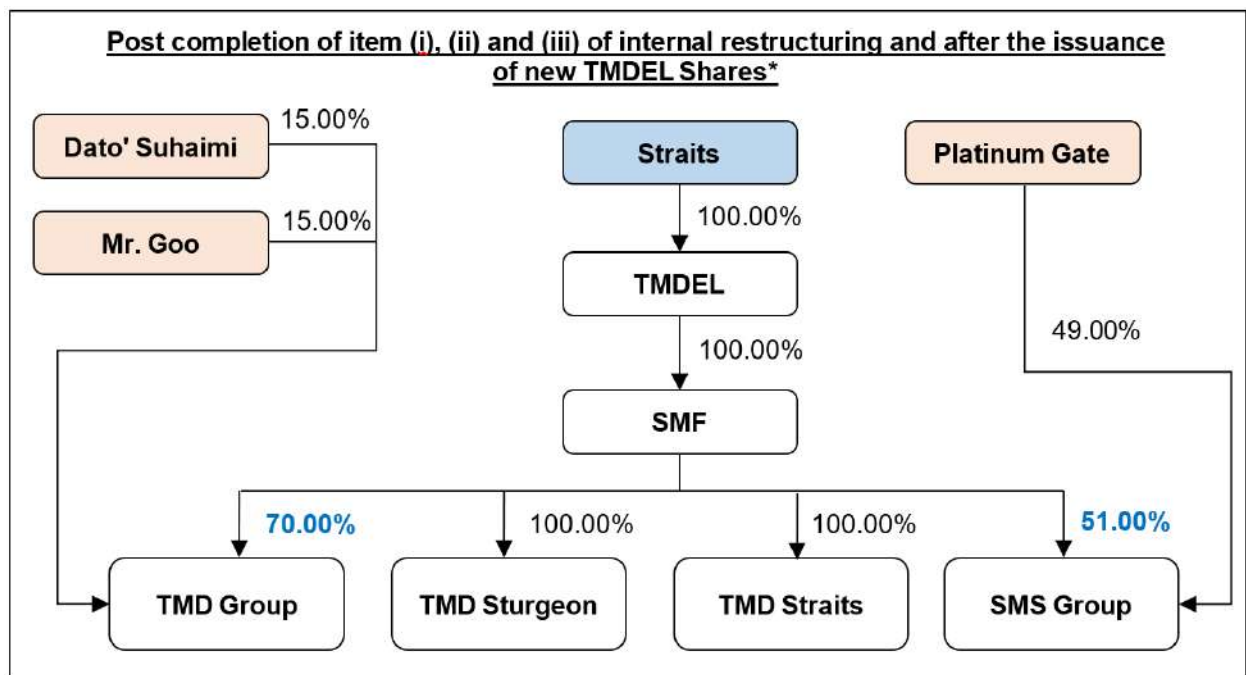 Post completion of item (i), (ii) and (iii) of internal restructuring and after the issuance
of new TMDEL Shares*
Dato' Suhaimi
15.00%
Straits
Platinum Gate
Mr. Goo
15.00%
100.00%
TMDEL
100.00%
49.00%
SMF
70.00%
100.00%
100.00%
51.00%
TMD Group
TMD Sturgeon
TMD Straits
SMS Group